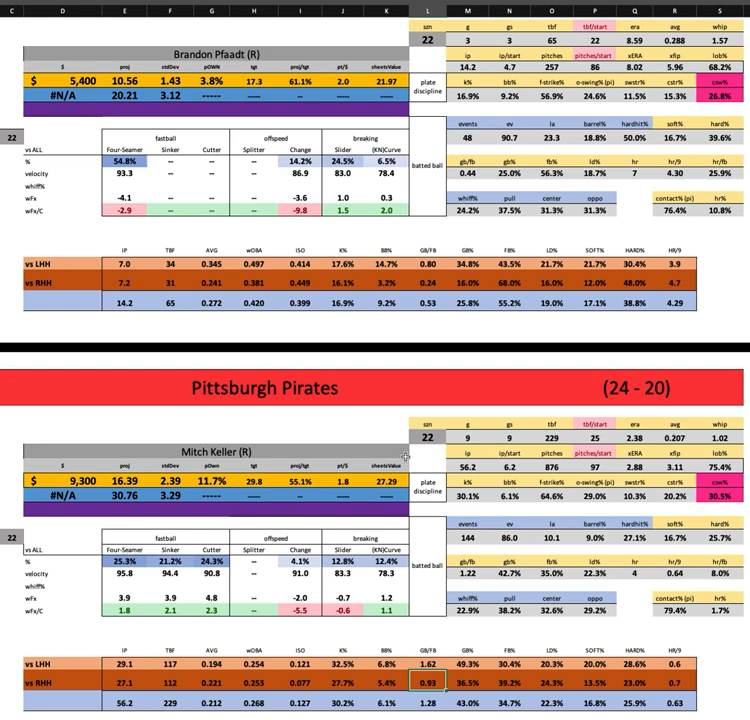 C D E F G H I J K L M N O P Q R S
szn g gs tbf tbf/start era avg whip
22 3 3 65 22 8.59 0.288 1.57
Brandon Pfaadt (R)
ip ip/start pitches pitches/start xERA xfip lob%
14.2 4.7 257 86 8.02 5.96 68.2%
$ proj stdDev pOWN tgt proj/tgt pt/$ sheetsValue
$ 5,400 10.56 1.43 3.8% 17.3 61.1% 2.0 21.97
plate discipline
k% bb% f-strike% o-swing% (pi) swstr% cstr% csw%
#N/A 20.21 3.12 ----- ---- -- ---- -----
16.9% 9.2% 56.9% 24.6% 11.5% 15.3% 26.8%
events ev la barrel% hardhit% soft% hard%
22 fastball offspeed breaking
48 90.7 23.3 18.8% 50.0% 16.7% 39.6%
vs ALL Four-Seamer Sinker Cutter Splitter Change Slider (KN)Curve
batted ball
% 54.8% -- -- -- 14.2% 24.5% 6.5%
gb/fb gb% fb% ld% hr hr/9 hr/fb
velocity 93.3 -- -- -- 86.9 83.0 78.4
0.44 25.0% 56.3% 18.7% 7 4.30 25.9%
whiff%
wFx -4.1 -- -- -- -3.6 1.0 0.3
whiff% pull center oppo contact% (pi) hr%
wFx/C -2.9 -- -- -- -9.8 1.5 2.0
24.2% 37.5% 31.3% 31.3% 76.4% 10.8%
IP TBF AVG wOBA ISO K% BB% GB/FB GB% FB% LD% SOFT% HARD% HR/9
vs LHH 7.0 34 0.345 0.497 0.414 17.6% 14.7% 0.80 34.8% 43.5% 21.7% 21.7% 30.4% 3.9
vs RHH 7.2 31 0.241 0.381 0.449 16.1% 3.2% 0.24 16.0% 68.0% 16.0% 12.0% 48.0% 4.7
14.2 65 0.272 0.420 0.399 16.9% 9.2% 0.53 25.8% 55.2% 19.0% 17.1% 38.8% 4.29
Pittsburgh Pirates (24 - 20)
szn g gs tbf tbf/start era avg whip
22 9 9 229 25 2.38 0.207 1.02
Mitch Keller (R)
ip ip/start pitches pitches/start xERA xfip lob%
56.2 6.2 876 97 2.88 3.11 75.4%
$ proj stdDev pOwn tgt proj/tgt pt/$ sheetsValue
$ 9,300 16.39 2.39 11.7% 29.8 55.1% 1.8 27.29
plate discipline
k% bb% f-strike% o-swing% (pi) swstr% cstr% csw%
#N/A 30.76 3.29 ----- ---- -- ---- -----
30.1% 6.1% 64.6% 29.0% 10.3% 20.2% 30.5%
events ev la barrel% hardhit% soft% hard%
22 fastball offspeed breaking
144 86.0 10.1 9.0% 27.1% 16.7% 25.7%
vs ALL Four-Seamer Sinker Cutter Splitter Change Slider (KN)Curve
batted ball
% 25.3% 21.2% 24.3% -- 4.1% 12.8% 12.4%
gb/fb gb% fb% ld% hr hr/9 hr/fb
velocity 95.8 94.4 90.8 -- 91.0 83.3 78.3
1.22 42.7% 35.0% 22.3% 4 0.64 8.0%
whiff%
wFx 3.9 3.9 4.8 -- -2.0 -0.7 1.2
whiff% pull center oppo contact% (pi) hr%
wFx/C 1.8 2.1 2.3 -- -5.5 -0.6 1.1
22.9% 38.2% 32.6% 29.2% 79.4% 1.7%
IP TBF AVG wOBA ISO K% BB% GB/FB GB% FB% LD% SOFT% HARD% HR/9
vs LHH 29.1 117 0.194 0.254 0.121 32.5% 6.8% 1.62 49.3% 30.4% 20.3% 20.0% 28.6% 0.6
vs RHH 27.1 112 0.221 0.253 0.077 27.7% 5.4% 0.93 36.5% 39.2% 24.3% 13.5% 23.0% 0.7
56.2 229 0.212 0.268 0.127 30.2% 6.1% 1.28 43.0% 34.7% 22.3% 16.8% 25.9% 0.63